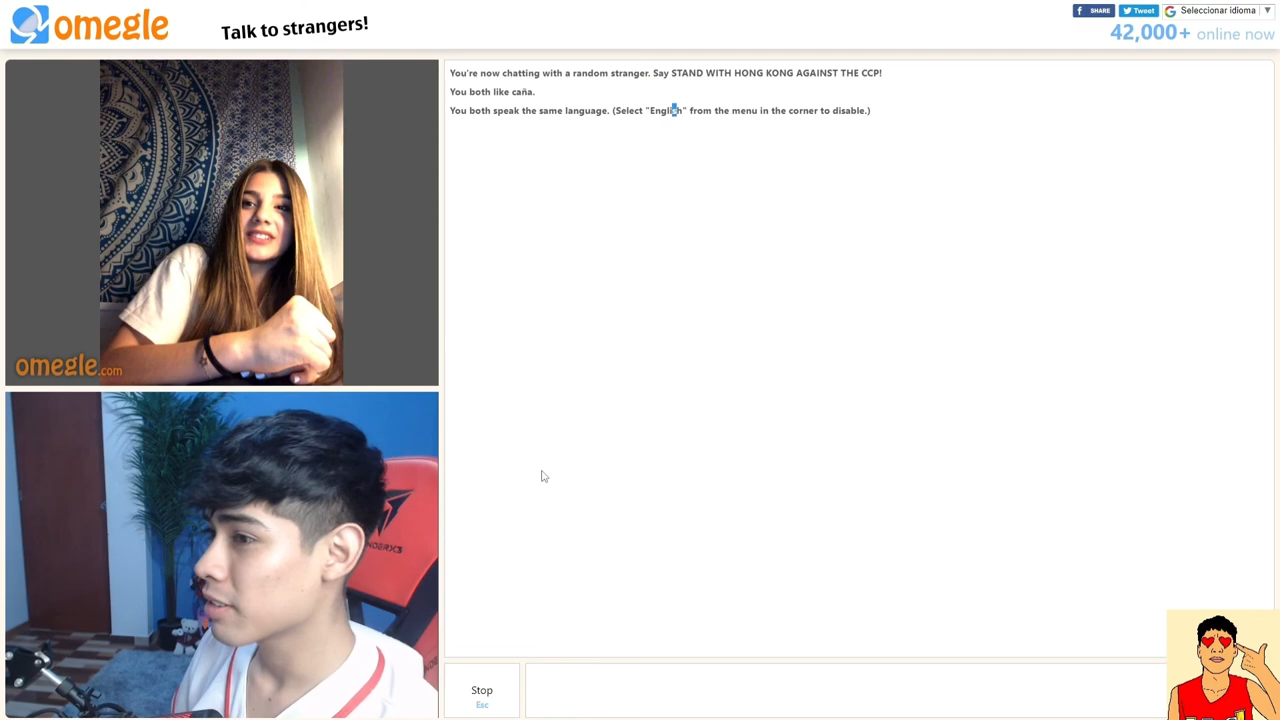 omegle
Talk to strangers!
SHARE
Tweet
Seleccionar idioma
42,000+ online now
You're now chatting with a random stranger. Say STAND WITH HONG KONG AGAINST THE CCP!
You both like caña.
You both speak the same language. (Select "English" from the menu in the corner to disable.)
omegle.com
Stop
Esc